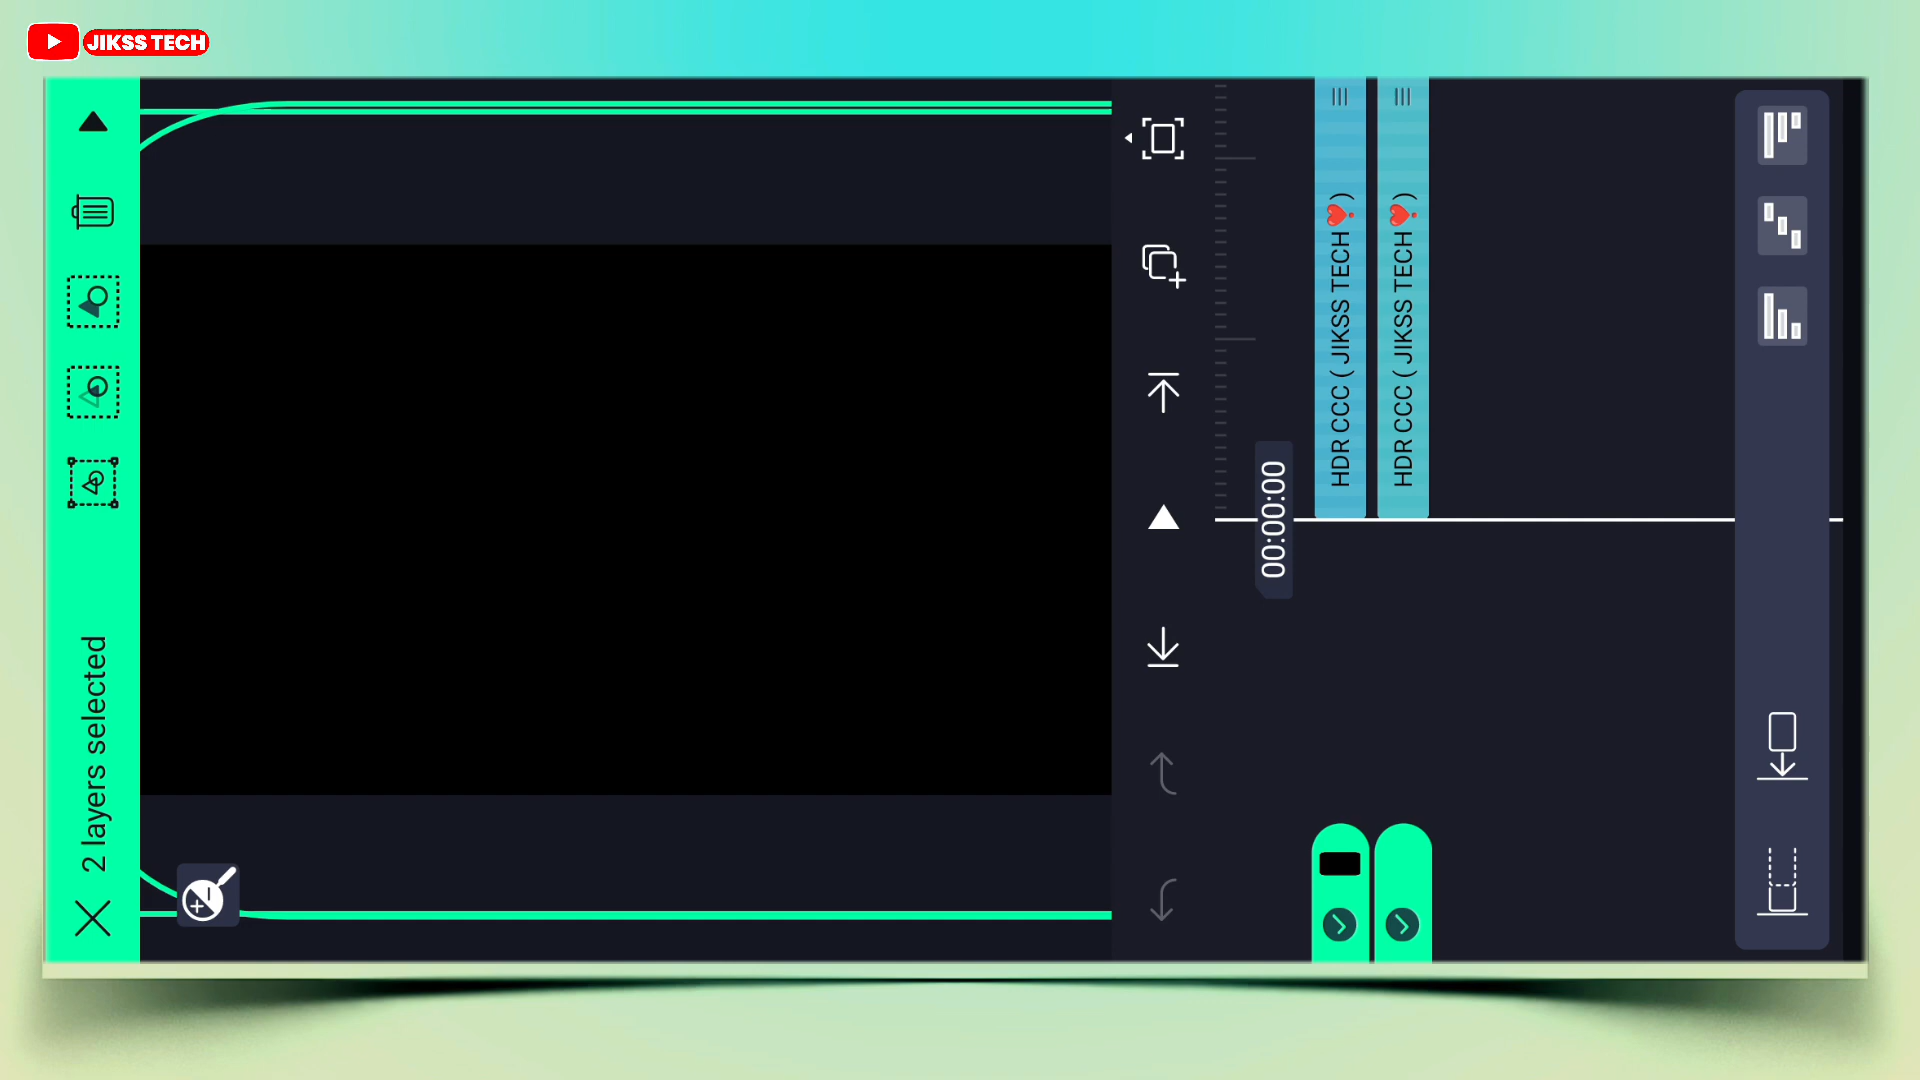 JIKSS TECH
2 layers selected
00:00:00
HDR CCC ( JIKSS TECH ❣️)
HDR CCC ( JIKSS TECH ❣️)